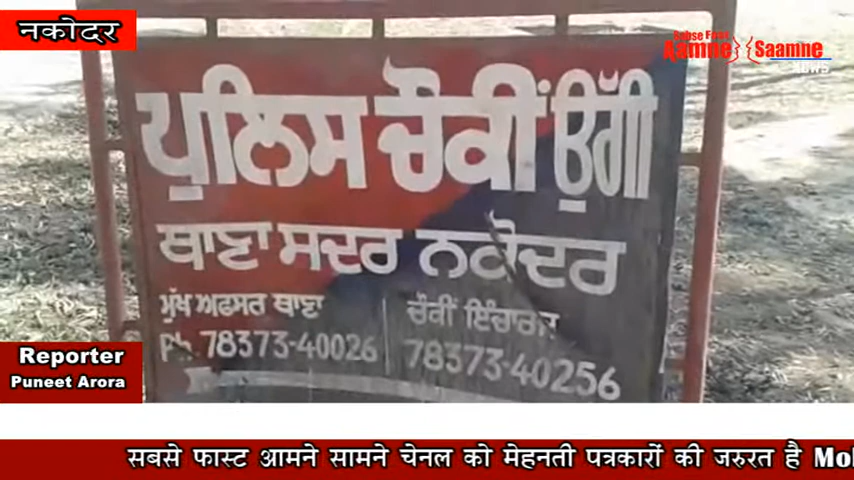 नकोदर
Sabse Fast
Aamne Saamne
NEWS
ਪੁਲਿਸ ਚੌਕੀਂ ਉੱਗੀ
ਥਾਣਾ ਸਦਰ ਨਕੋਦਰ
ਮੁੱਖ ਅਫਸਰ ਥਾਣਾ
Ph 78373-40026
ਚੌਕੀਂ ਇੰਚਾਰਜ
78373-40256
Reporter
Puneet Arora
सबसे फास्ट आमने सामने चेनल को मेहनती पत्रकारों की जरुरत है